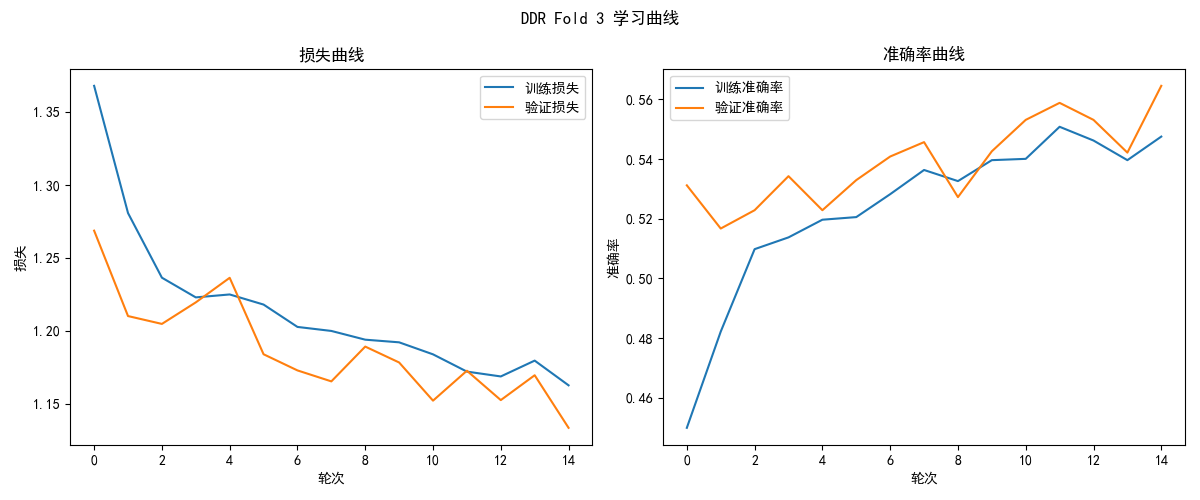 DDR Fold 3 学习曲线
损失曲线
训练损失
验证损失
1.35
1.30
1.25
1.20
1.15
损失
0 2 4 6 8 10 12 14
轮次
准确率曲线
训练准确率
验证准确率
0.56
0.54
0.52
0.50
0.48
0.46
准确率
0 2 4 6 8 10 12 14
轮次